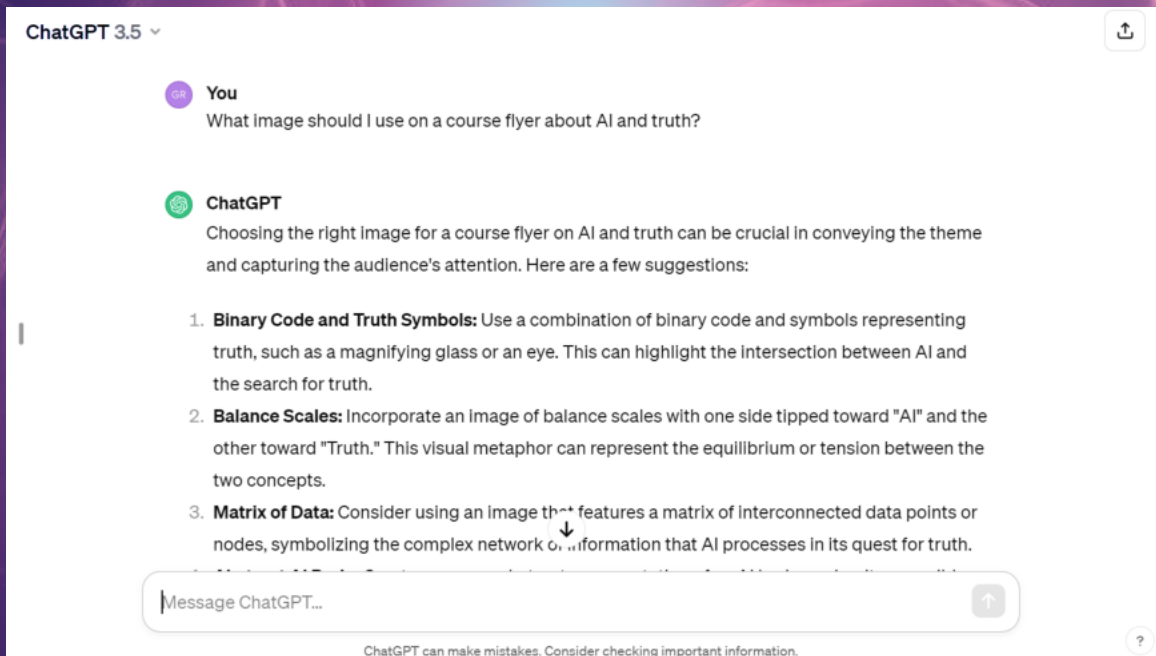 ChatGPT 3.5
GR
You
What image should I use on a course flyer about AI and truth?
ChatGPT
Choosing the right image for a course flyer on AI and truth can be crucial in conveying the theme
and capturing the audience's attention. Here are a few suggestions:
1. Binary Code and Truth Symbols: Use a combination of binary code and symbols representing
truth, such as a magnifying glass or an eye. This can highlight the intersection between AI and
the search for truth.
2. Balance Scales: Incorporate an image of balance scales with one side tipped toward "AI" and the
other toward "Truth." This visual metaphor can represent the equilibrium or tension between the
two concepts.
3. Matrix of Data: Consider using an image that features a matrix of interconnected data points or
nodes, symbolizing the complex network of information that AI processes in its quest for truth.
Message ChatGPT...
ChatGPT can make mistakes. Consider checking important information.
?